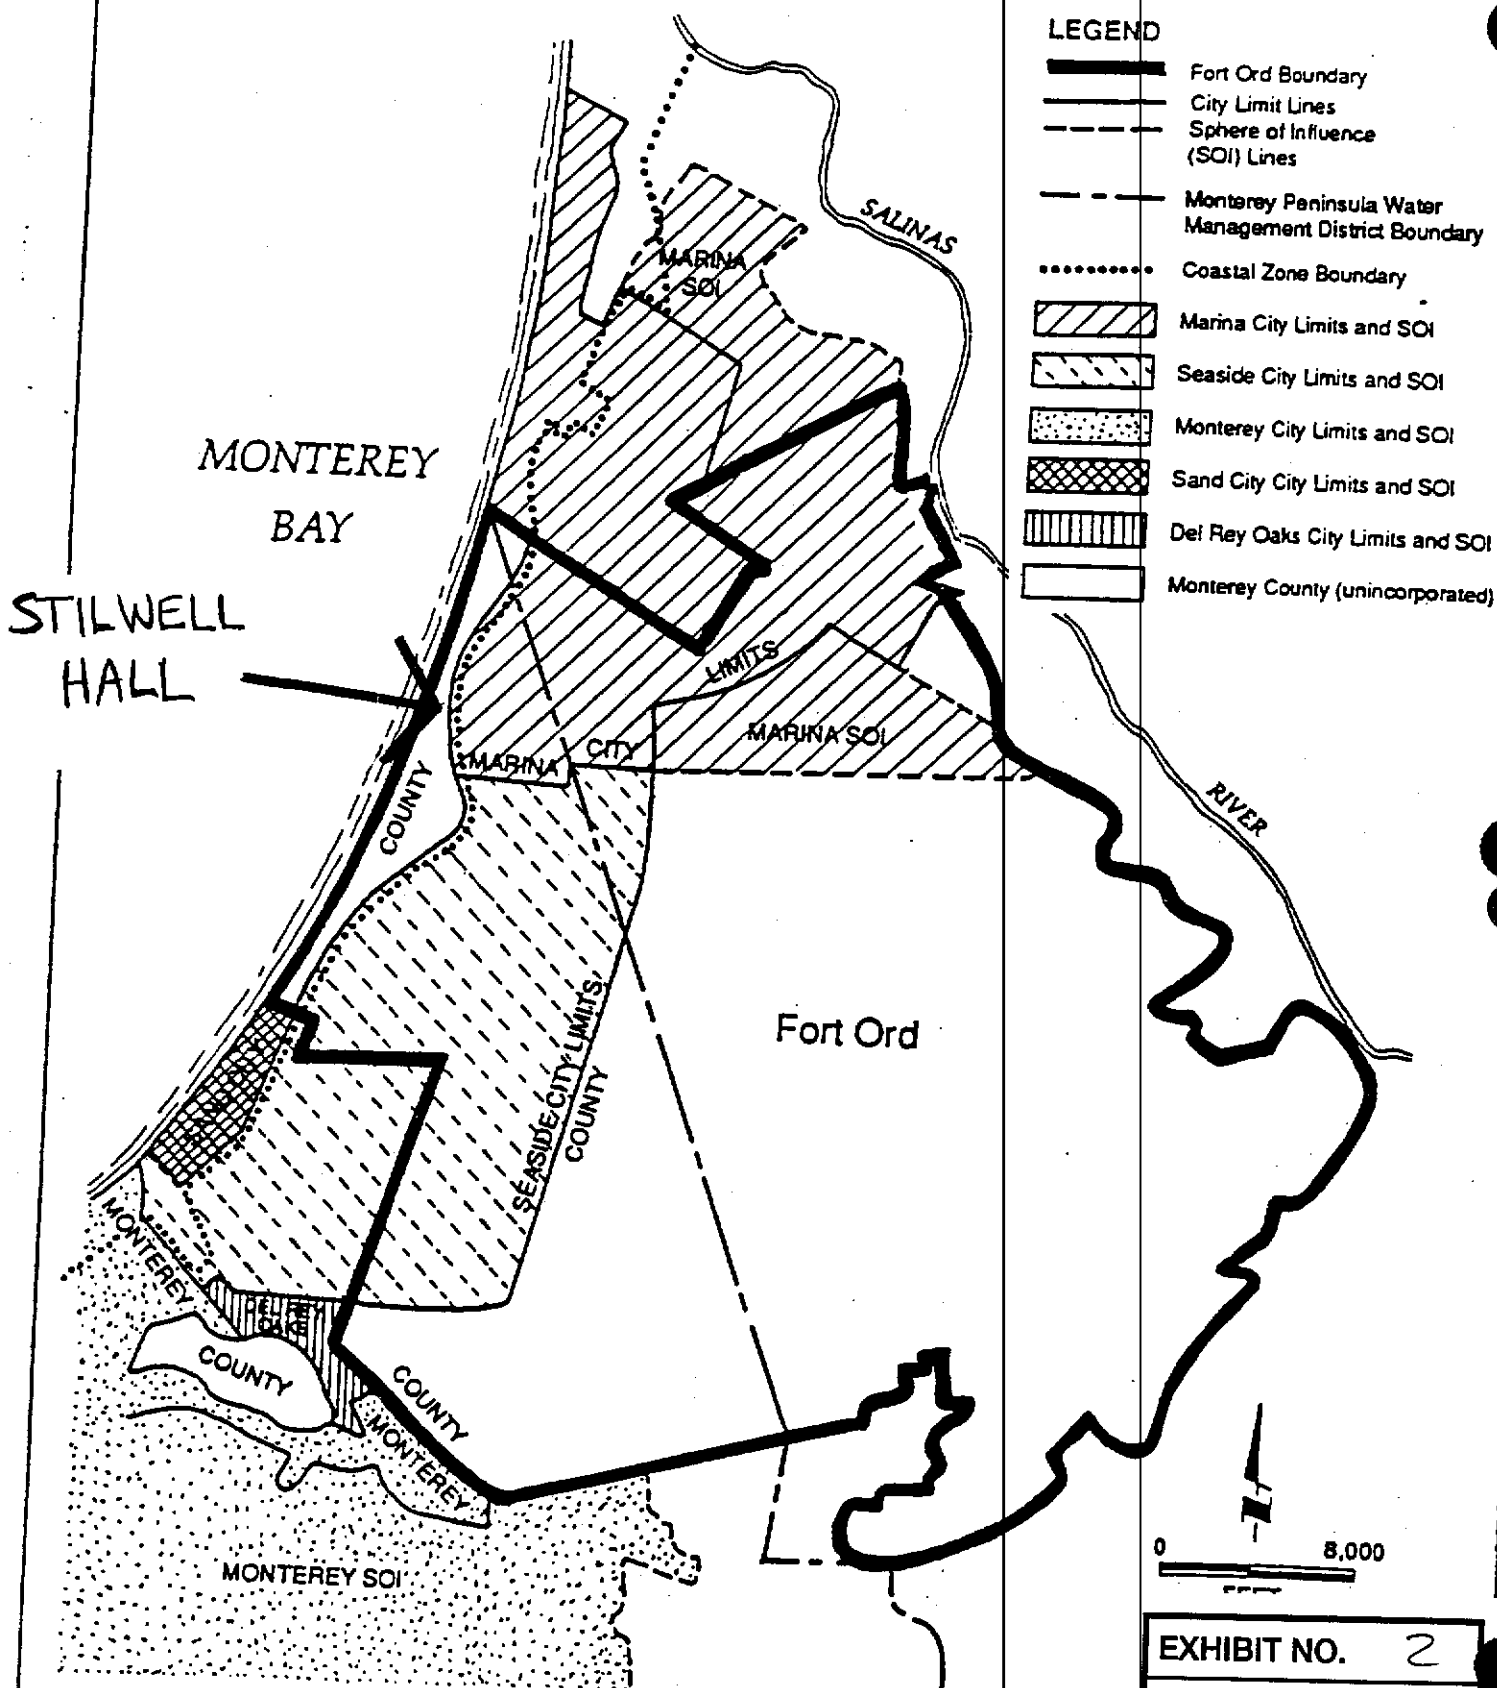 LEGEND
Fort Ord Boundary
City Limit Lines
Sphere of Influence
(SOI) Lines
Monterey Peninsula Water
Management District Boundary
Coastal Zone Boundary
Marina City Limits and SOI
Seaside City Limits and SOI
Monterey City Limits and SOI
Sand City City Limits and SOI
Del Rey Oaks City Limits and SOI
Monterey County (unincorporated)
SALINAS
MARINA
SOI
MONTEREY
BAY
STILWELL
HALL
LIMITS
MARINA SOI
CITY
MARINA
COUNTY
RIVER
Fort Ord
SEASIDE CITY LIMITS
COUNTY
MONTEREY
DEL REY
OAKS
COUNTY
COUNTY
MONTEREY
MONTEREY SOI
0 8,000
EXHIBIT NO. 2